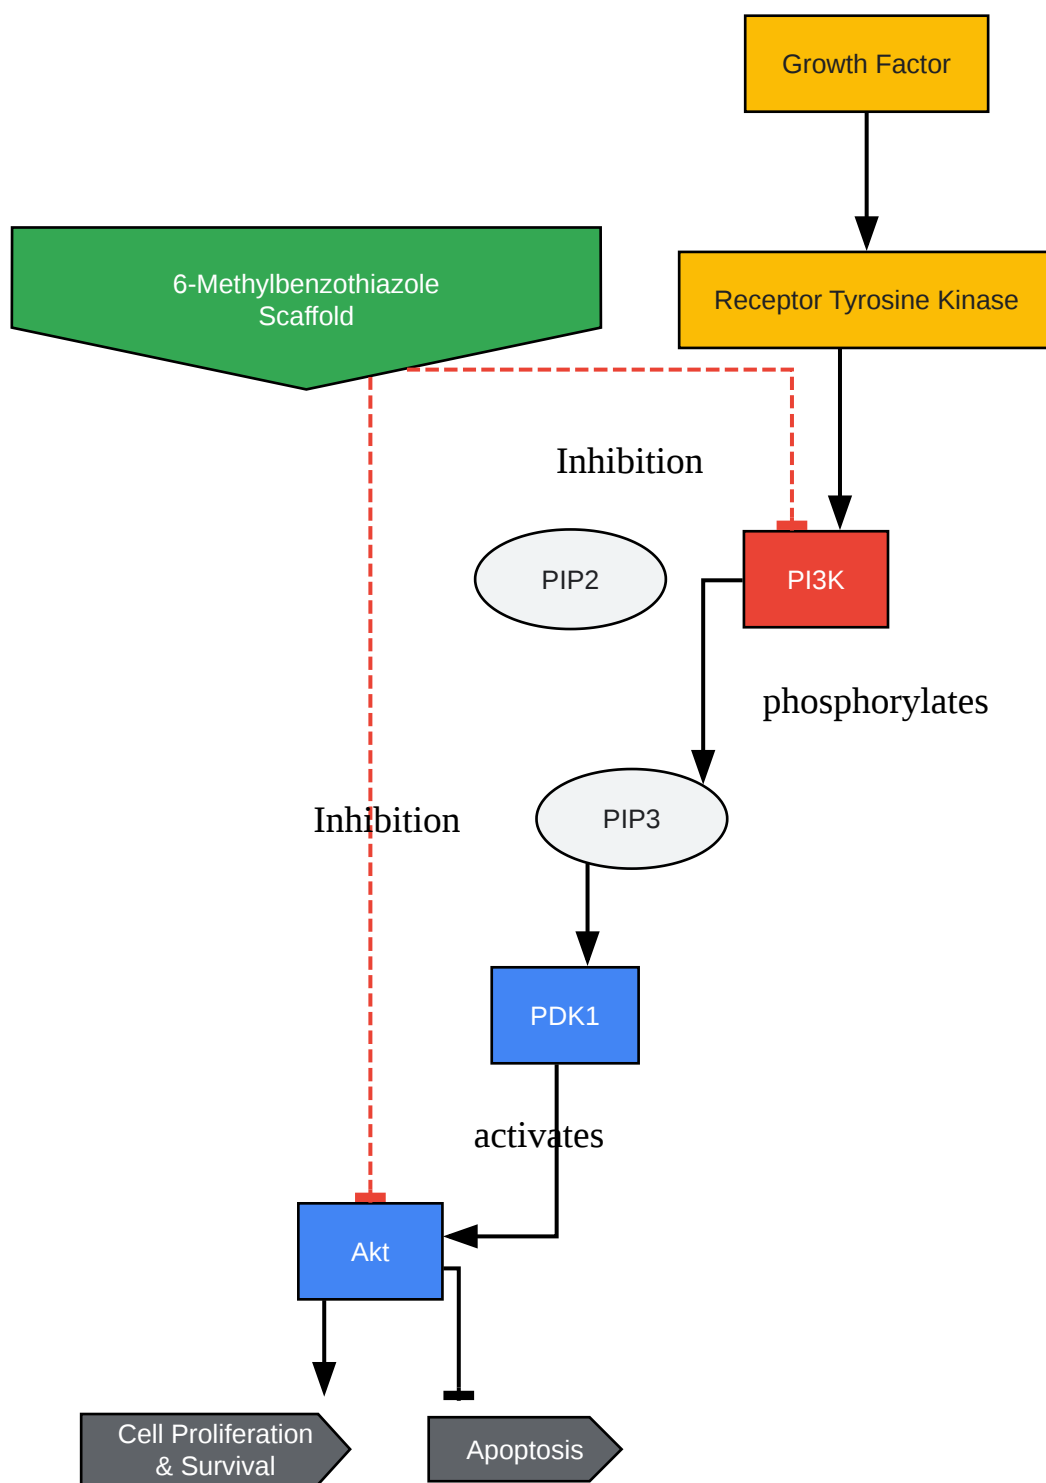 Growth Factor
6-Methylbenzothiazole
Scaffold
Receptor Tyrosine Kinase
Inhibition
PIP2
PI3K
phosphorylates
Inhibition
PIP3
PDK1
activates
Akt
Cell Proliferation
& Survival
Apoptosis